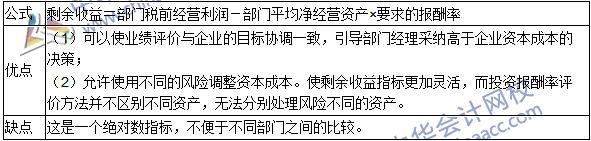 公式 剩余收益=部门税前经营利润-部门平均净经营资产×要求的报酬率
优点
（1）可以使业绩评价与企业的目标协调一致，引导部门经理采纳高于企业资本成本的
决策；
（2）允许使用不同的风险调整资本成本。使剩余收益指标更加灵活，而投资报酬率评
价方法并不区别不同资产，无法分别处理风险不同的资产。
缺点 这是一个绝对数指标，不便于不同部门之间的比较。